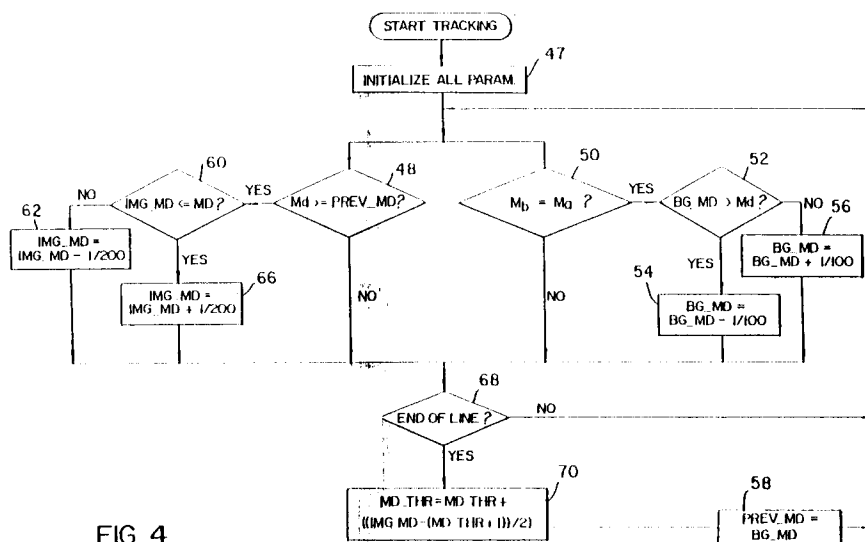 START TRACKING
47
INITIALIZE ALL PARAM.
60
48
50
52
NO
IMG_MD <= MD?
YES
Md >= PREV_MD?
Mb = Ma ?
YES
BG_MD > Md?
NO
62
IMG_MD =
IMG_MD - 1/200
YES
56
BG_MD =
BG_MD + 1/100
66
IMG_MD =
IMG_MD + 1/200
NO
NO
YES
54
BG_MD =
BG_MD - 1/100
68
END OF LINE?
NO
YES
70
MD_THR = MD_THR +
((IMG_MD-(MD_THR+1))/2)
58
PREV_MD =
BG_MD
FIG 4